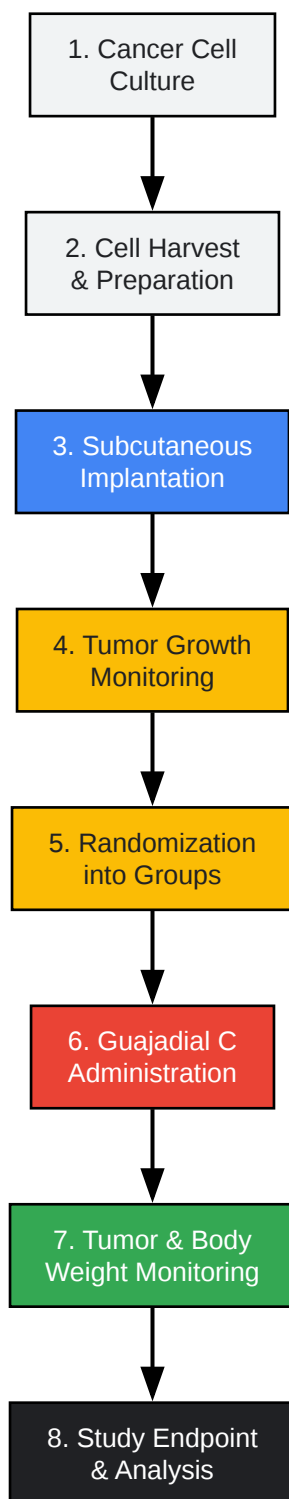 1. Cancer Cell
Culture
2. Cell Harvest
& Preparation
3. Subcutaneous
Implantation
4. Tumor Growth
Monitoring
5. Randomization
into Groups
6. Guajadial C
Administration
7. Tumor & Body
Weight Monitoring
8. Study Endpoint
& Analysis